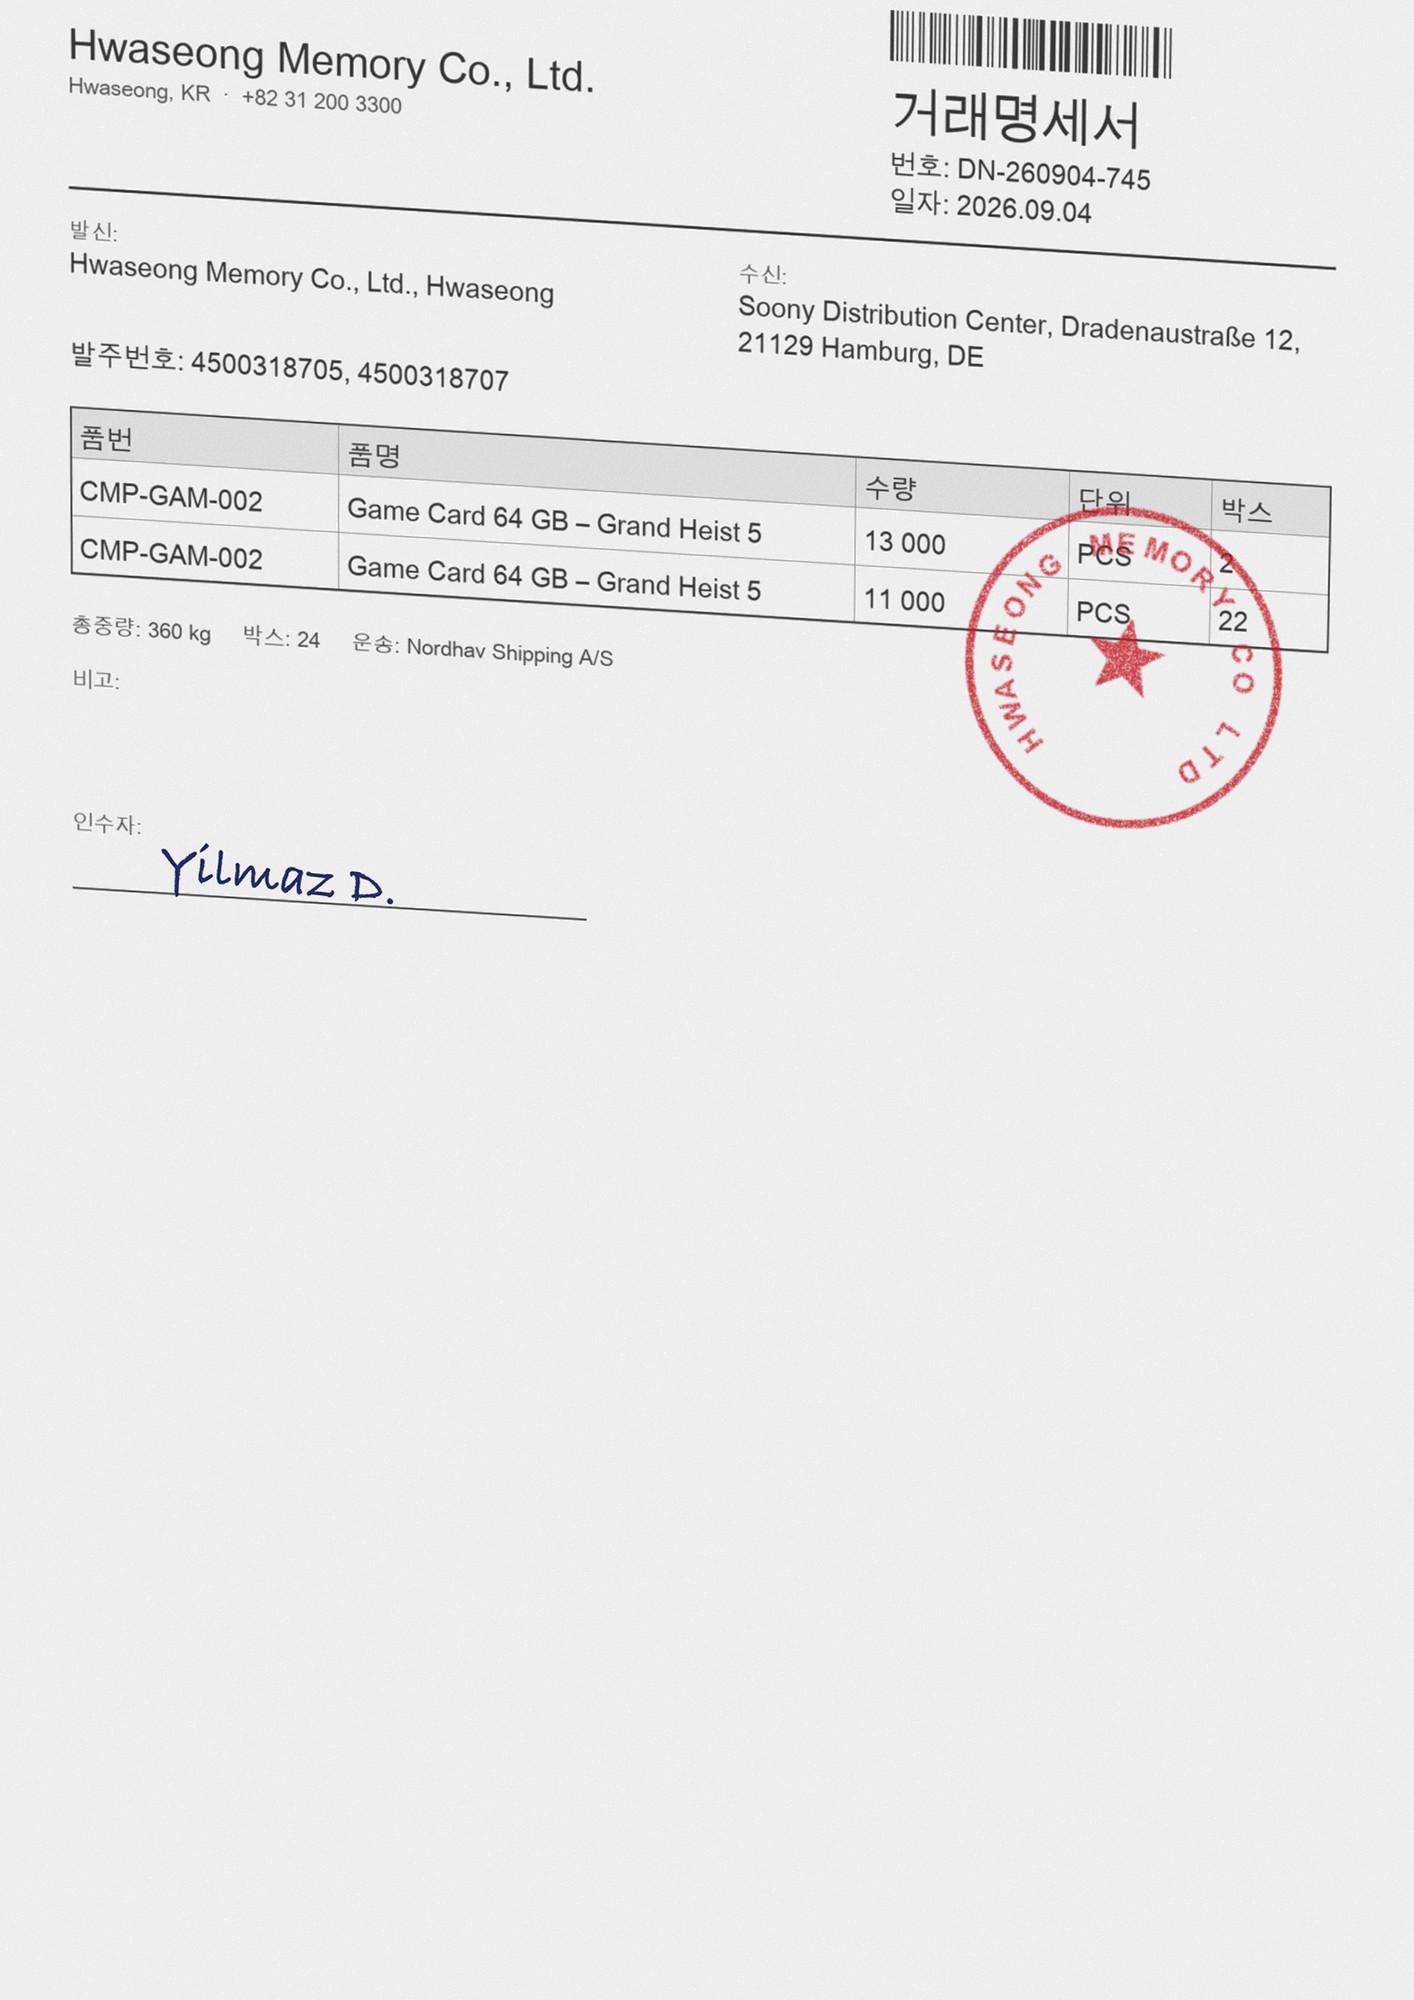 Hwaseong Memory Co., Ltd.
Hwaseong, KR · +82 31 200 3300
거래명세서
번호: DN-260904-745
일자: 2026.09.04
발신:
Hwaseong Memory Co., Ltd., Hwaseong
수신:
Soony Distribution Center, Dradenaustraße 12,
21129 Hamburg, DE
발주번호: 4500318705, 4500318707
품번 품명 수량 단위 박스
CMP-GAM-002 Game Card 64 GB – Grand Heist 5 13 000 PCS 2
CMP-GAM-002 Game Card 64 GB – Grand Heist 5 11 000 PCS 22
총중량: 360 kg 박스: 24 운송: Nordhav Shipping A/S
비고:
HWASEONG MEMORY CO LTD
인수자:
Yilmaz D.